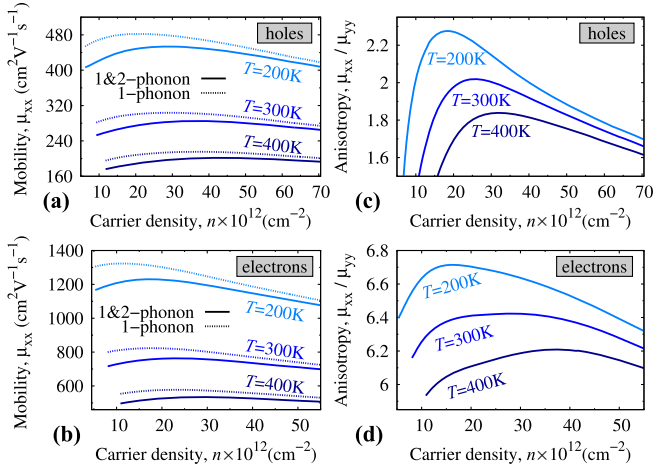 Mobility, μxx (cm²V⁻¹s⁻¹)
480
400
320
240
160
holes
T=200K
1&2−phonon
1−phonon
T=300K
T=400K
0 10 20 30 40 50 60 70
(a)
Carrier density, n×10¹²(cm⁻²)
Anisotropy, μxx / μyy
2.2
2
1.8
1.6
holes
T=200K
T=300K
T=400K
0 10 20 30 40 50 60 70
(c)
Carrier density, n×10¹²(cm⁻²)
Mobility, μxx (cm²V⁻¹s⁻¹)
1400
1200
1000
800
600
electrons
T=200K
1&2−phonon
1−phonon
T=300K
T=400K
0 10 20 30 40 50
(b)
Carrier density, n×10¹²(cm⁻²)
Anisotropy, μxx / μyy
6.8
6.4
6.2
6
electrons
T=200K
T=300K
T=400K
0 10 20 30 40 50
(d)
Carrier density, n×10¹²(cm⁻²)